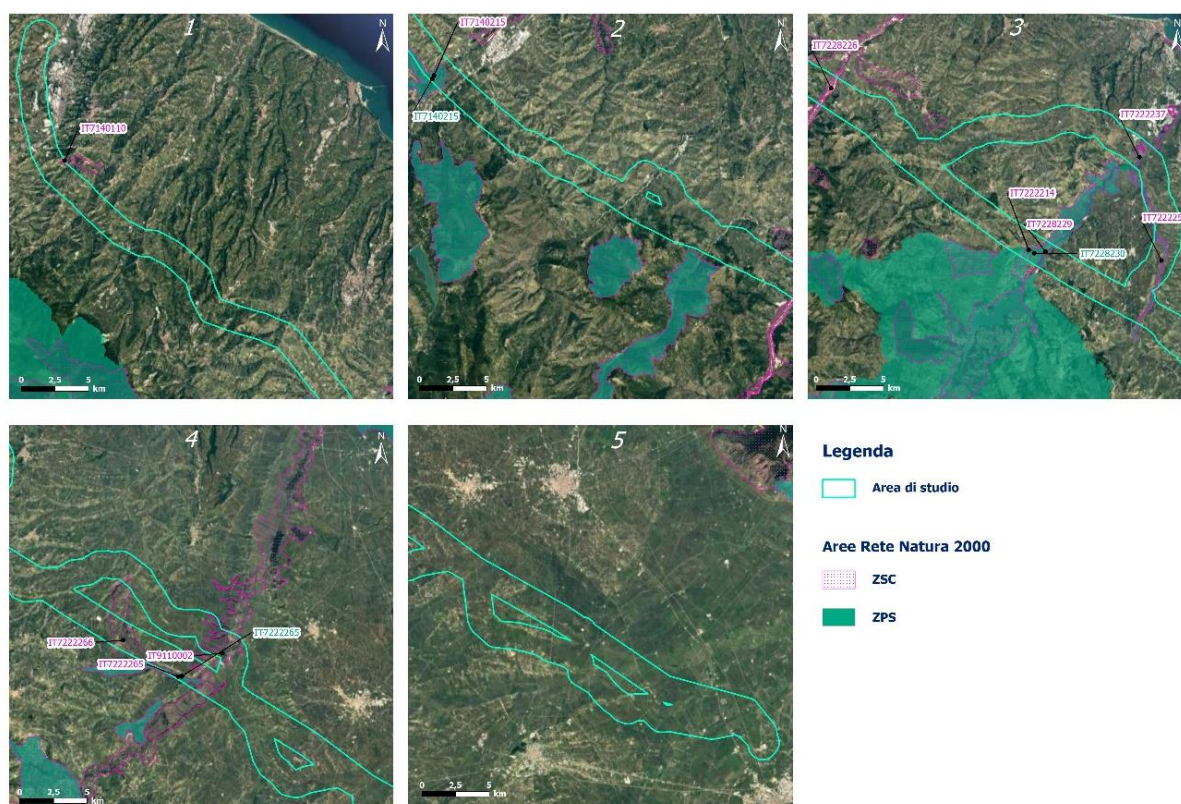 1
N
IT7140110
0 2,5 5
km
2
N
IT7140215
IT7140215
0 2,5 5
km
3
N
IT7228226
IT7222237
IT7222214
IT7228229
IT7228230
0 2,5 5
km
4
N
IT7222266
IT7222265
IT9110002
IT7222265
0 2,5 5
km
5
N
0 2,5 5
km
Legenda
Area di studio
Aree Rete Natura 2000
ZSC
ZPS